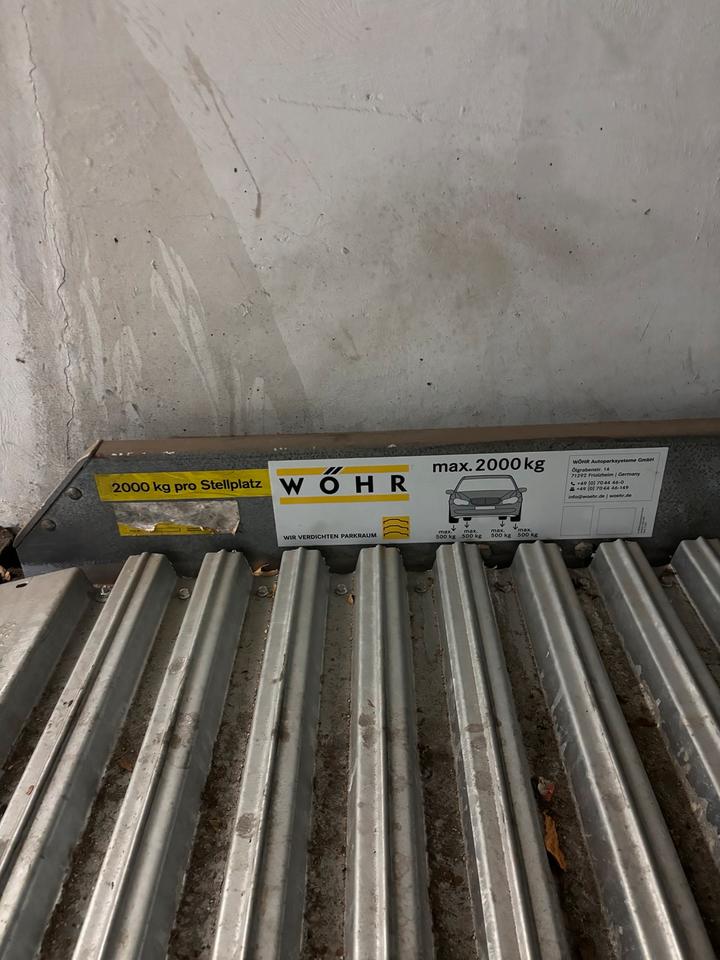 2000 kg pro Stellplatz
WÖHR
WIR VERDICHTEN PARKRAUM
max. 2000 kg
max. max. max. max.
500 kg 500 kg 500 kg 500 kg
WÖHR Autoparksysteme GmbH
Ölgrabenstr. 14
71292 Friolzheim | Germany
+49 [0] 7044 46-0
+49 [0] 7044 46-149
info@woehr.de | woehr.de